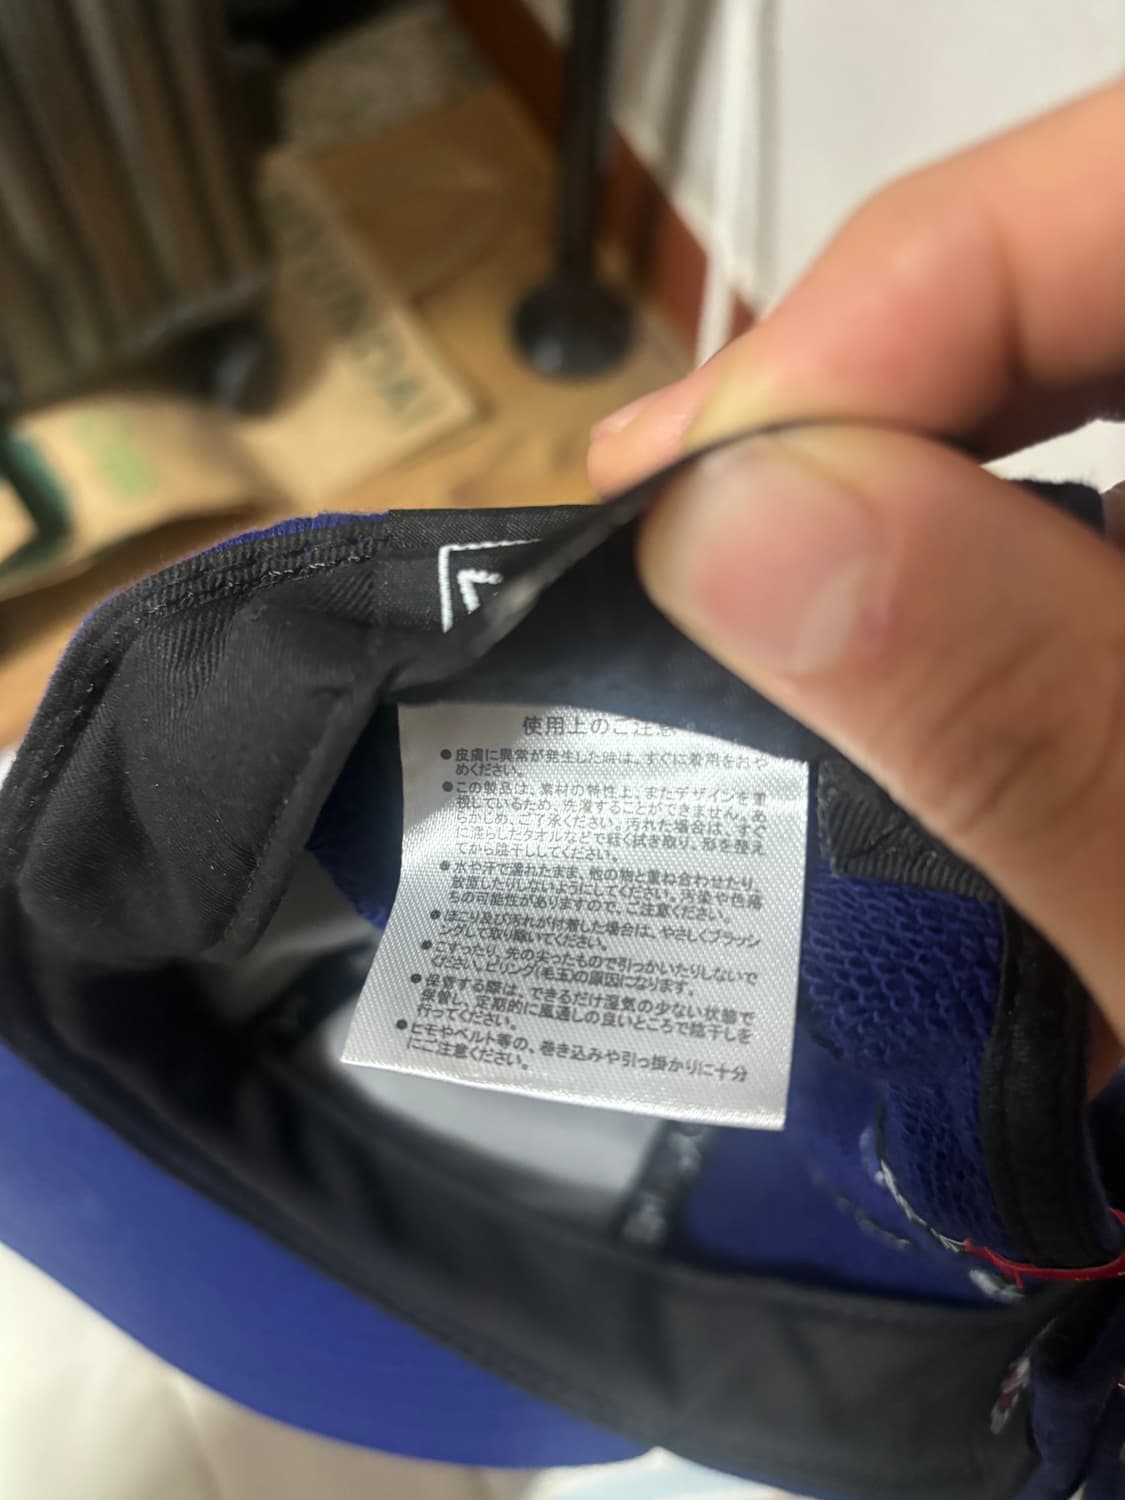 使用上のご注意
●皮膚に異常が発生した時は、すぐに着用をおや
めください。
●この製品は、素材の特性上、またデザインを重
視しているため、洗濯することができません。あ
らかじめ、ご了承ください。汚れた場合は、すぐ
に洗らしたタオルなどで軽く拭き取り、形を整え
てから陰干ししてください。
●水や汗で濡れたまま、他の物と重ね合わせたり、
放置したりしないようにしてください。汚染や色落
ちの可能性がありますので、ご注意ください。
●ほこり及び汚れが付着した場合は、やさしくブラッシ
ングして取り除いてください。
●こすったり、先の尖ったもので引っかいたりしないで
ください。ピリング(毛玉)の原因になります。
●保管する際は、できるだけ湿気の少ない状態で
保管し、定期的に風通しの良いところで陰干しを
行ってください。
●ヒモやベルト等の、巻き込みや引っ掛かりに十分
にご注意ください。